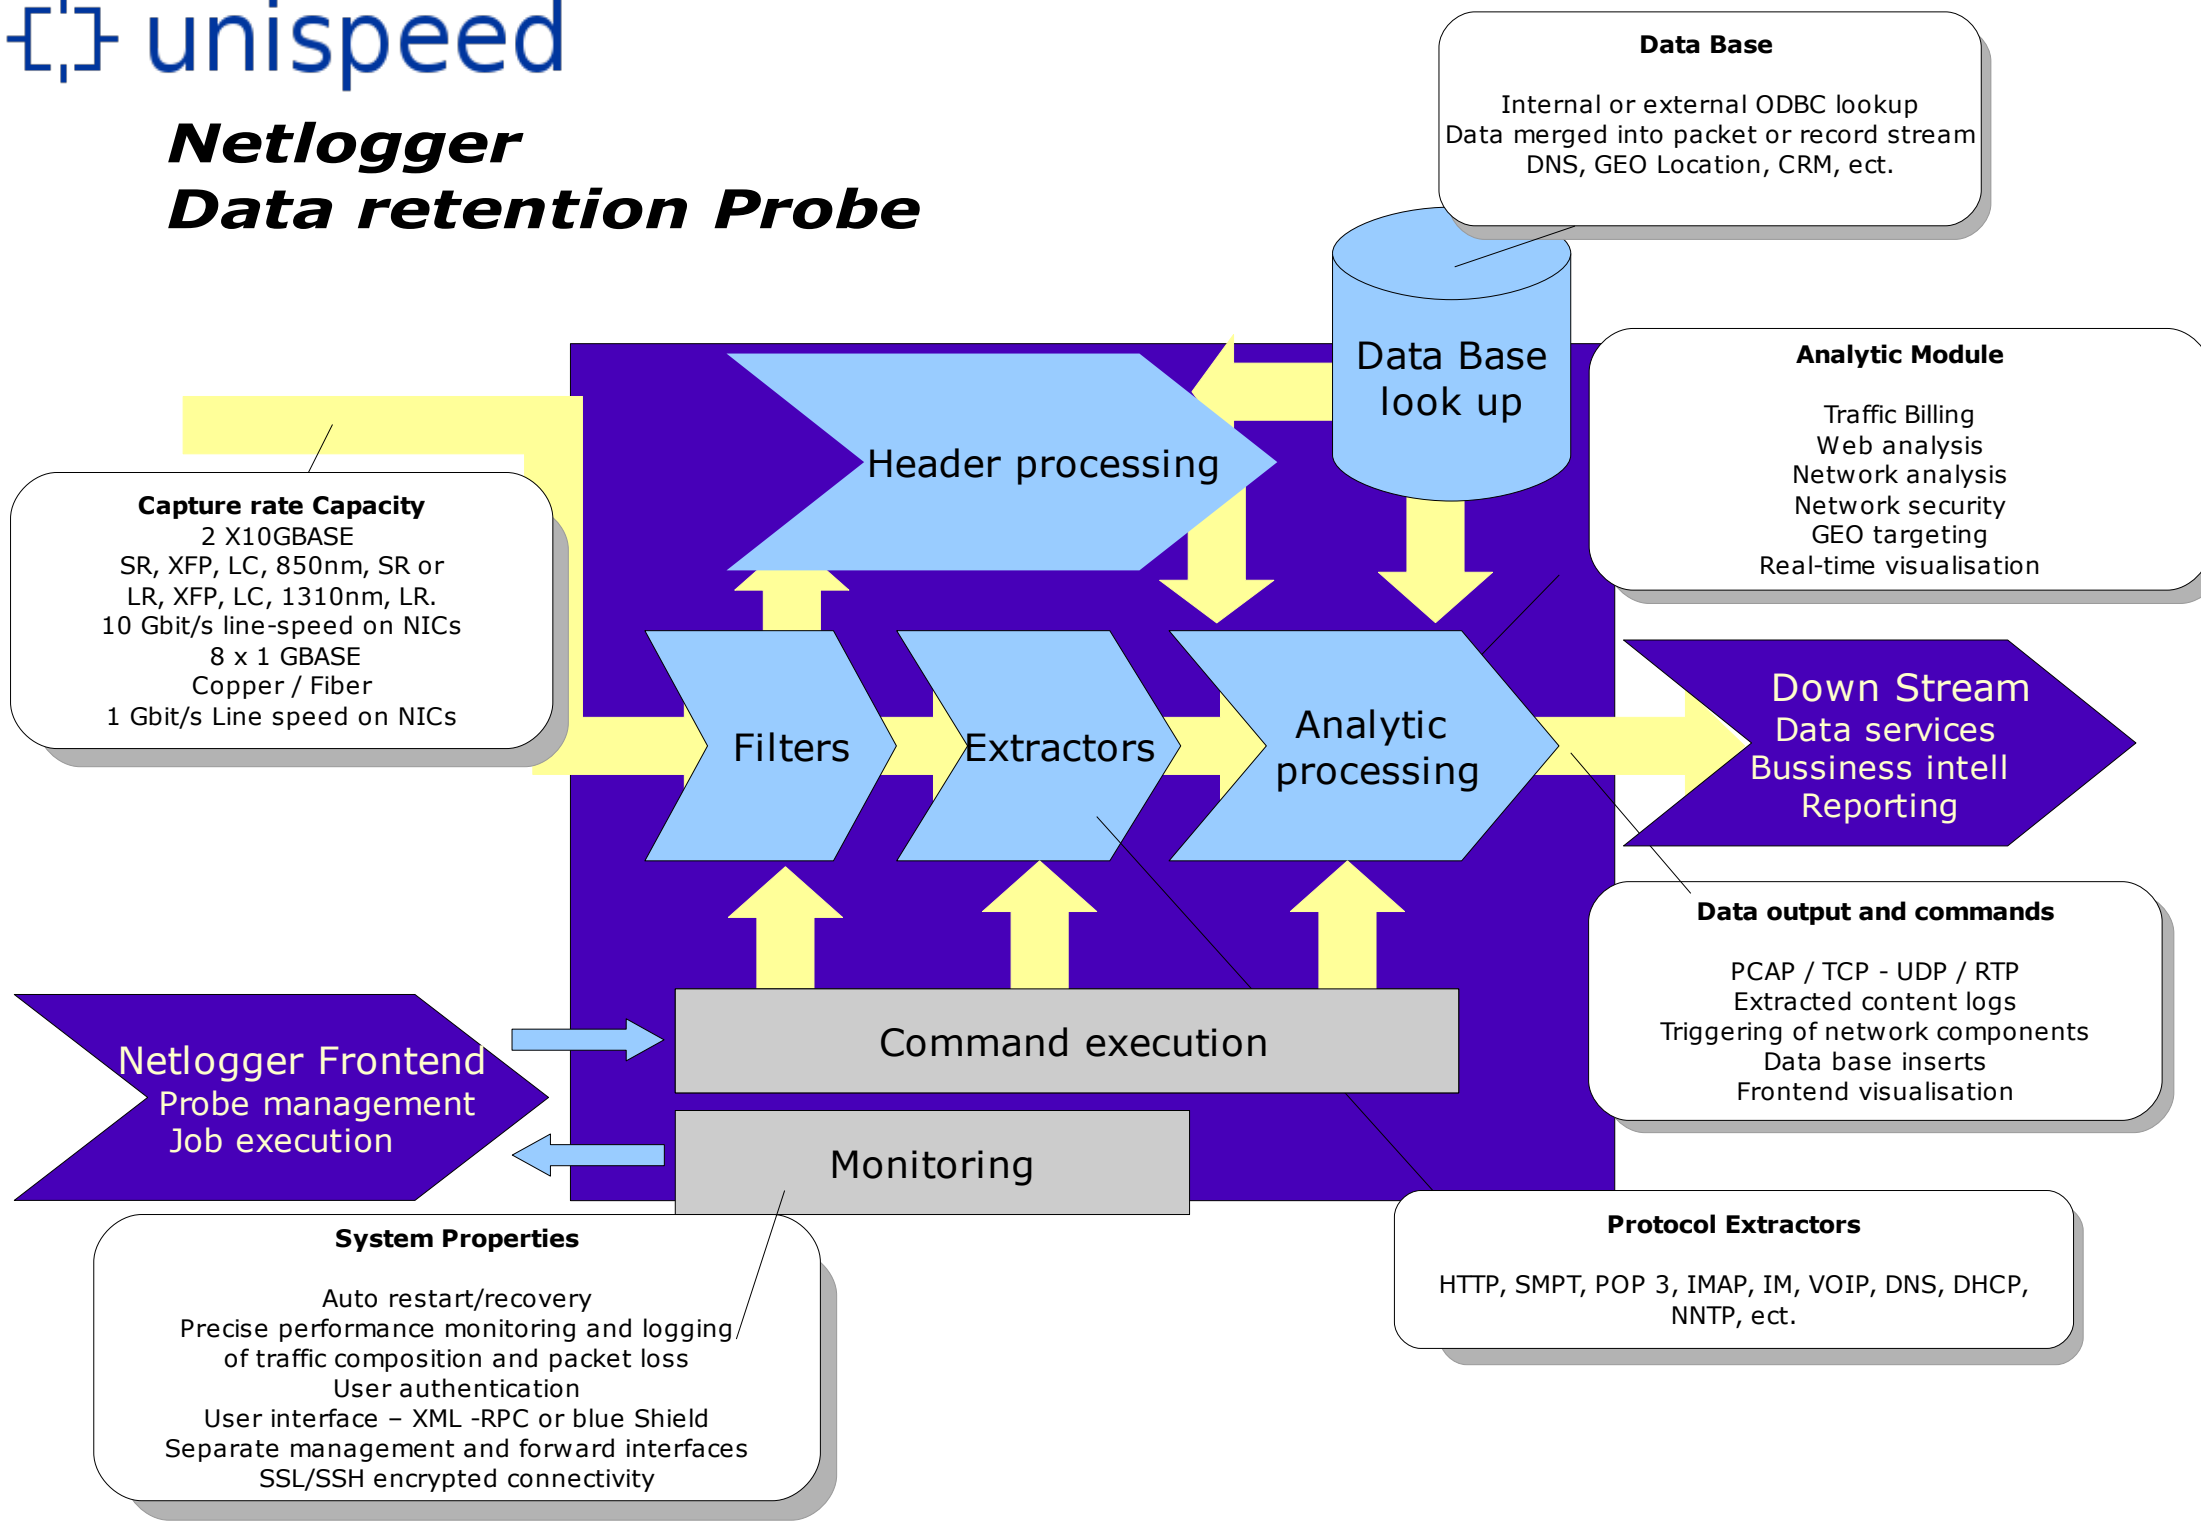 unispeed
Netlogger
Data retention Probe
Data Base
Internal or external ODBC lookup
Data merged into packet or record stream
DNS, GEO Location, CRM, ect.
Data Base
look up
Header processing
Analytic Module
Traffic Billing
Web analysis
Network analysis
Network security
GEO targeting
Real-time visualisation
Capture rate Capacity
2 X10GBASE
SR, XFP, LC, 850nm, SR or
LR, XFP, LC, 1310nm, LR.
10 Gbit/s line-speed on NICs
8 x 1 GBASE
Copper / Fiber
1 Gbit/s Line speed on NICs
Filters
Extractors
Analytic
processing
Down Stream
Data services
Bussiness intell
Reporting
Data output and commands
PCAP / TCP - UDP / RTP
Extracted content logs
Triggering of network components
Data base inserts
Frontend visualisation
Netlogger Frontend
Probe management
Job execution
Command execution
Monitoring
System Properties
Auto restart/recovery
Precise performance monitoring and logging
of traffic composition and packet loss
User authentication
User interface – XML -RPC or blue Shield
Separate management and forward interfaces
SSL/SSH encrypted connectivity
Protocol Extractors
HTTP, SMPT, POP 3, IMAP, IM, VOIP, DNS, DHCP,
NNTP, ect.